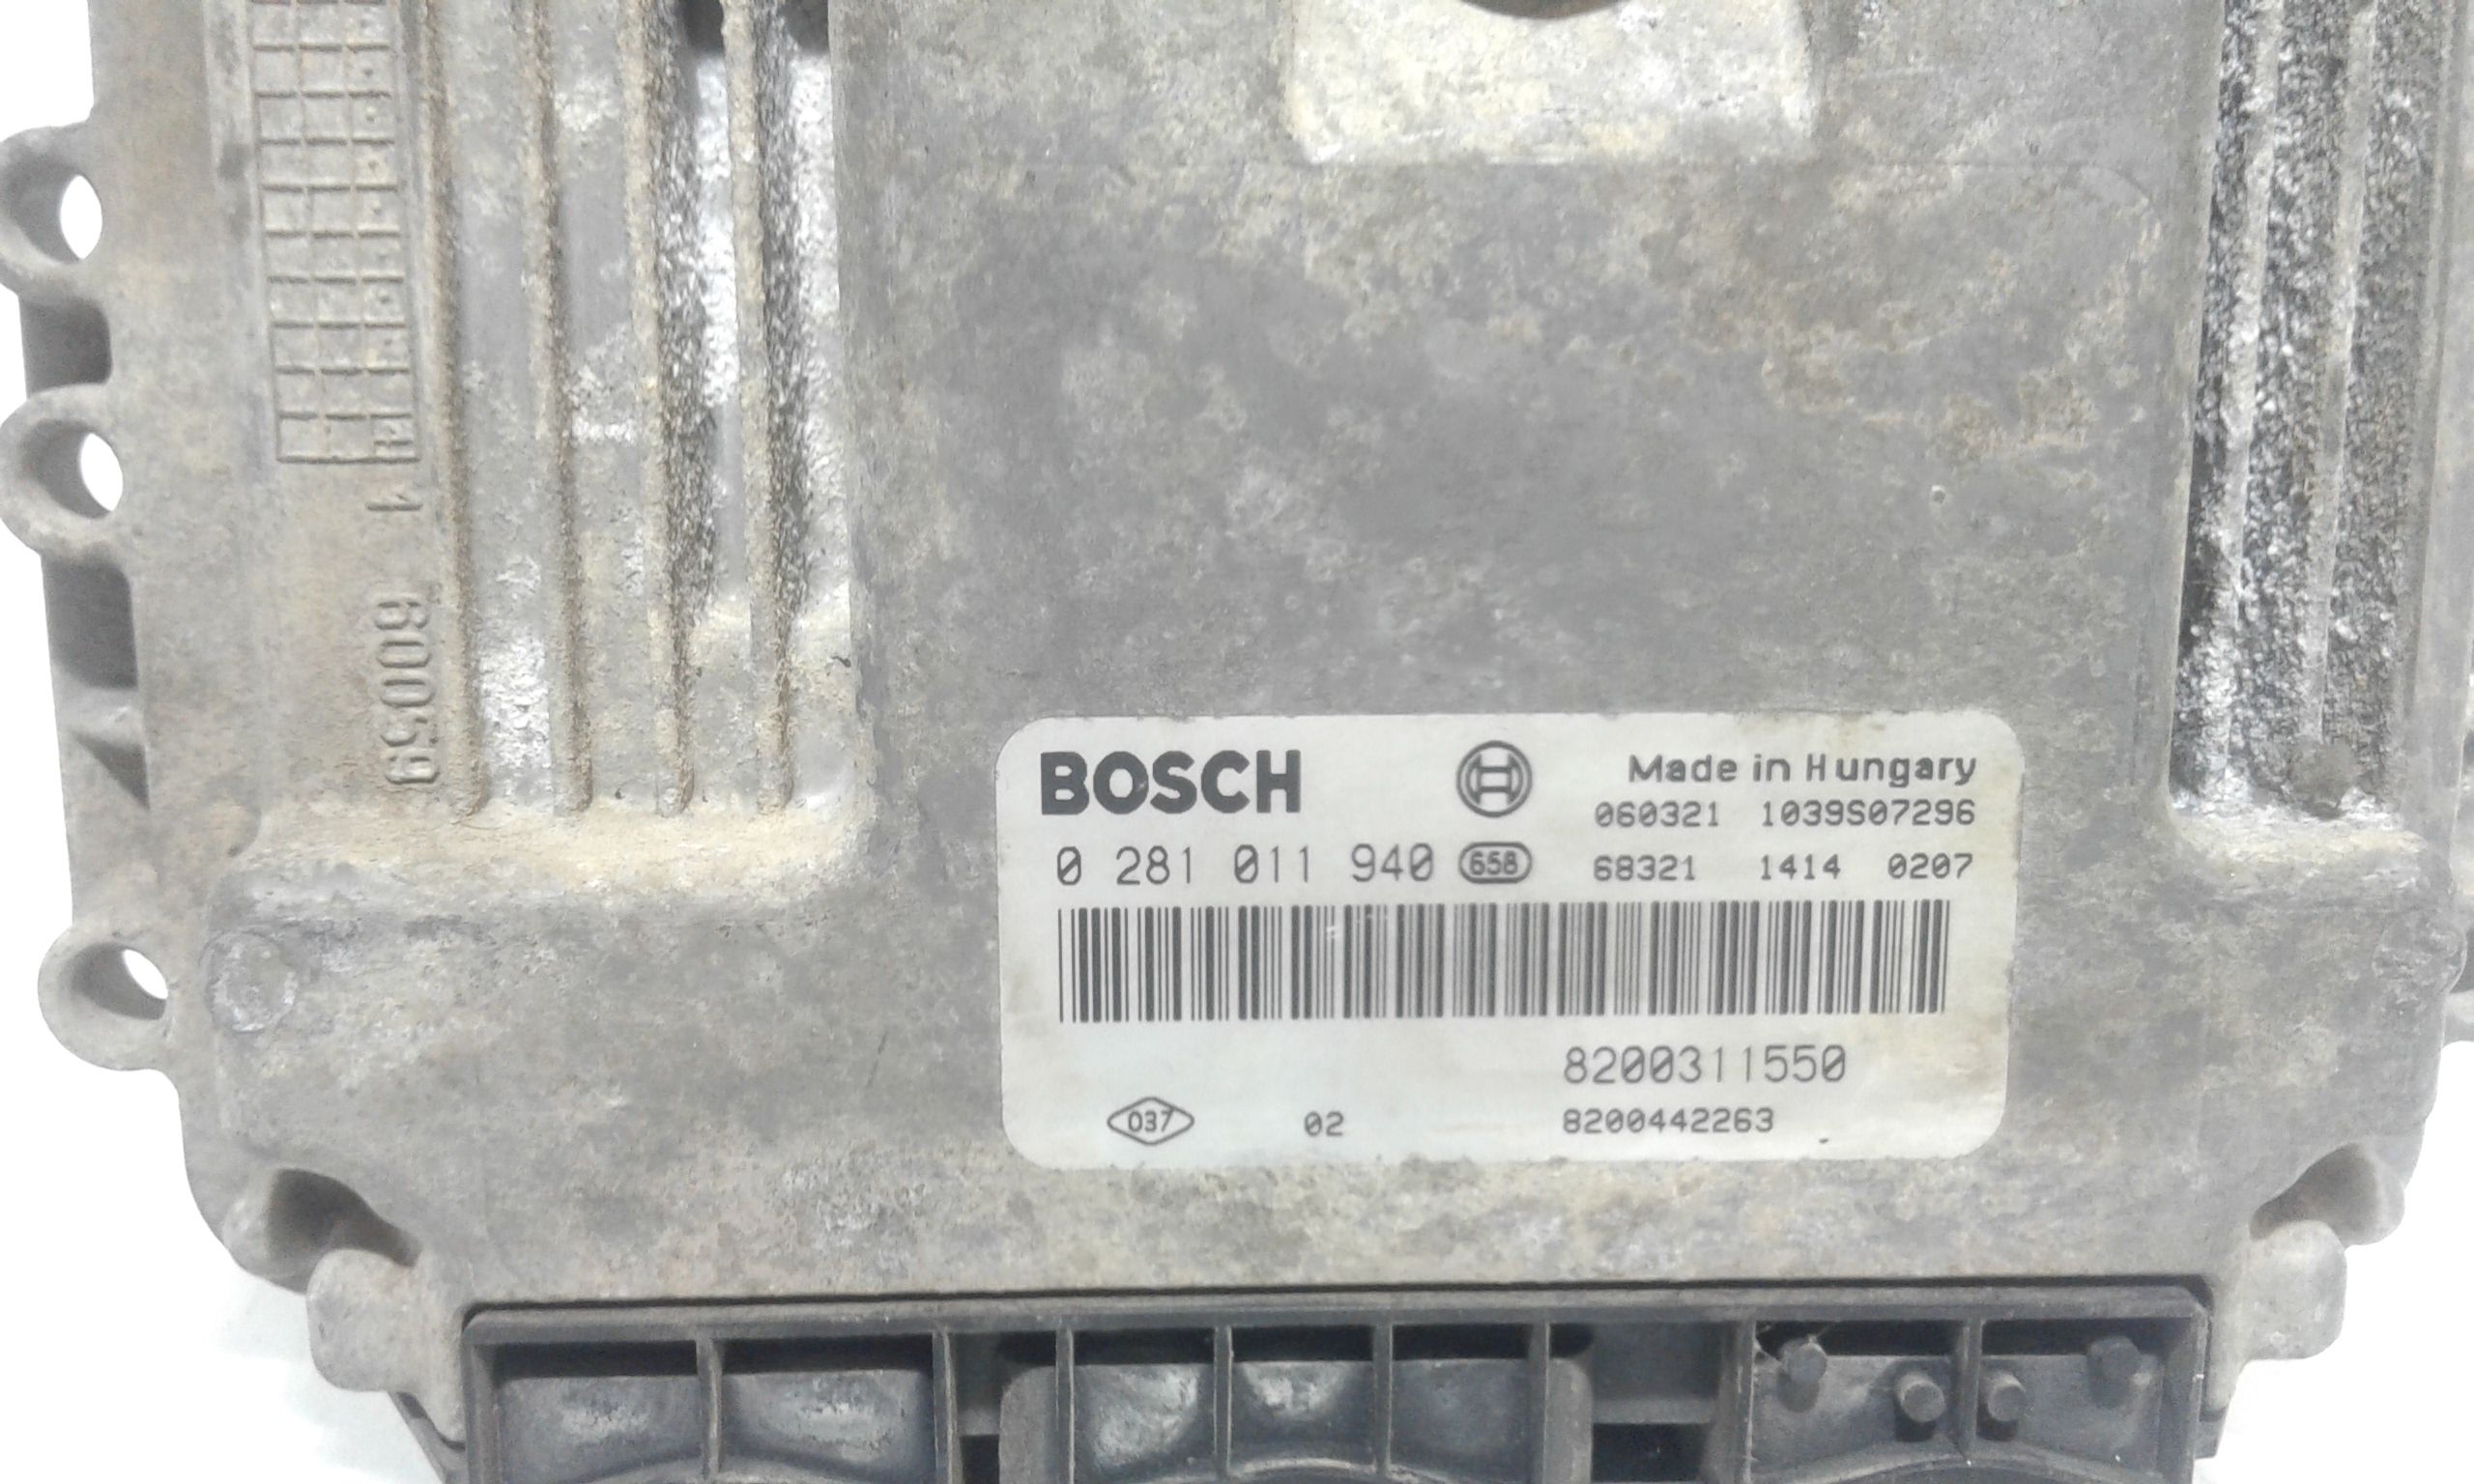 1 60059
BOSCH
Made in Hungary
060321 1039S07296
0 281 011 940 658 68321 1414 0207
8200311550
037 02 8200442263